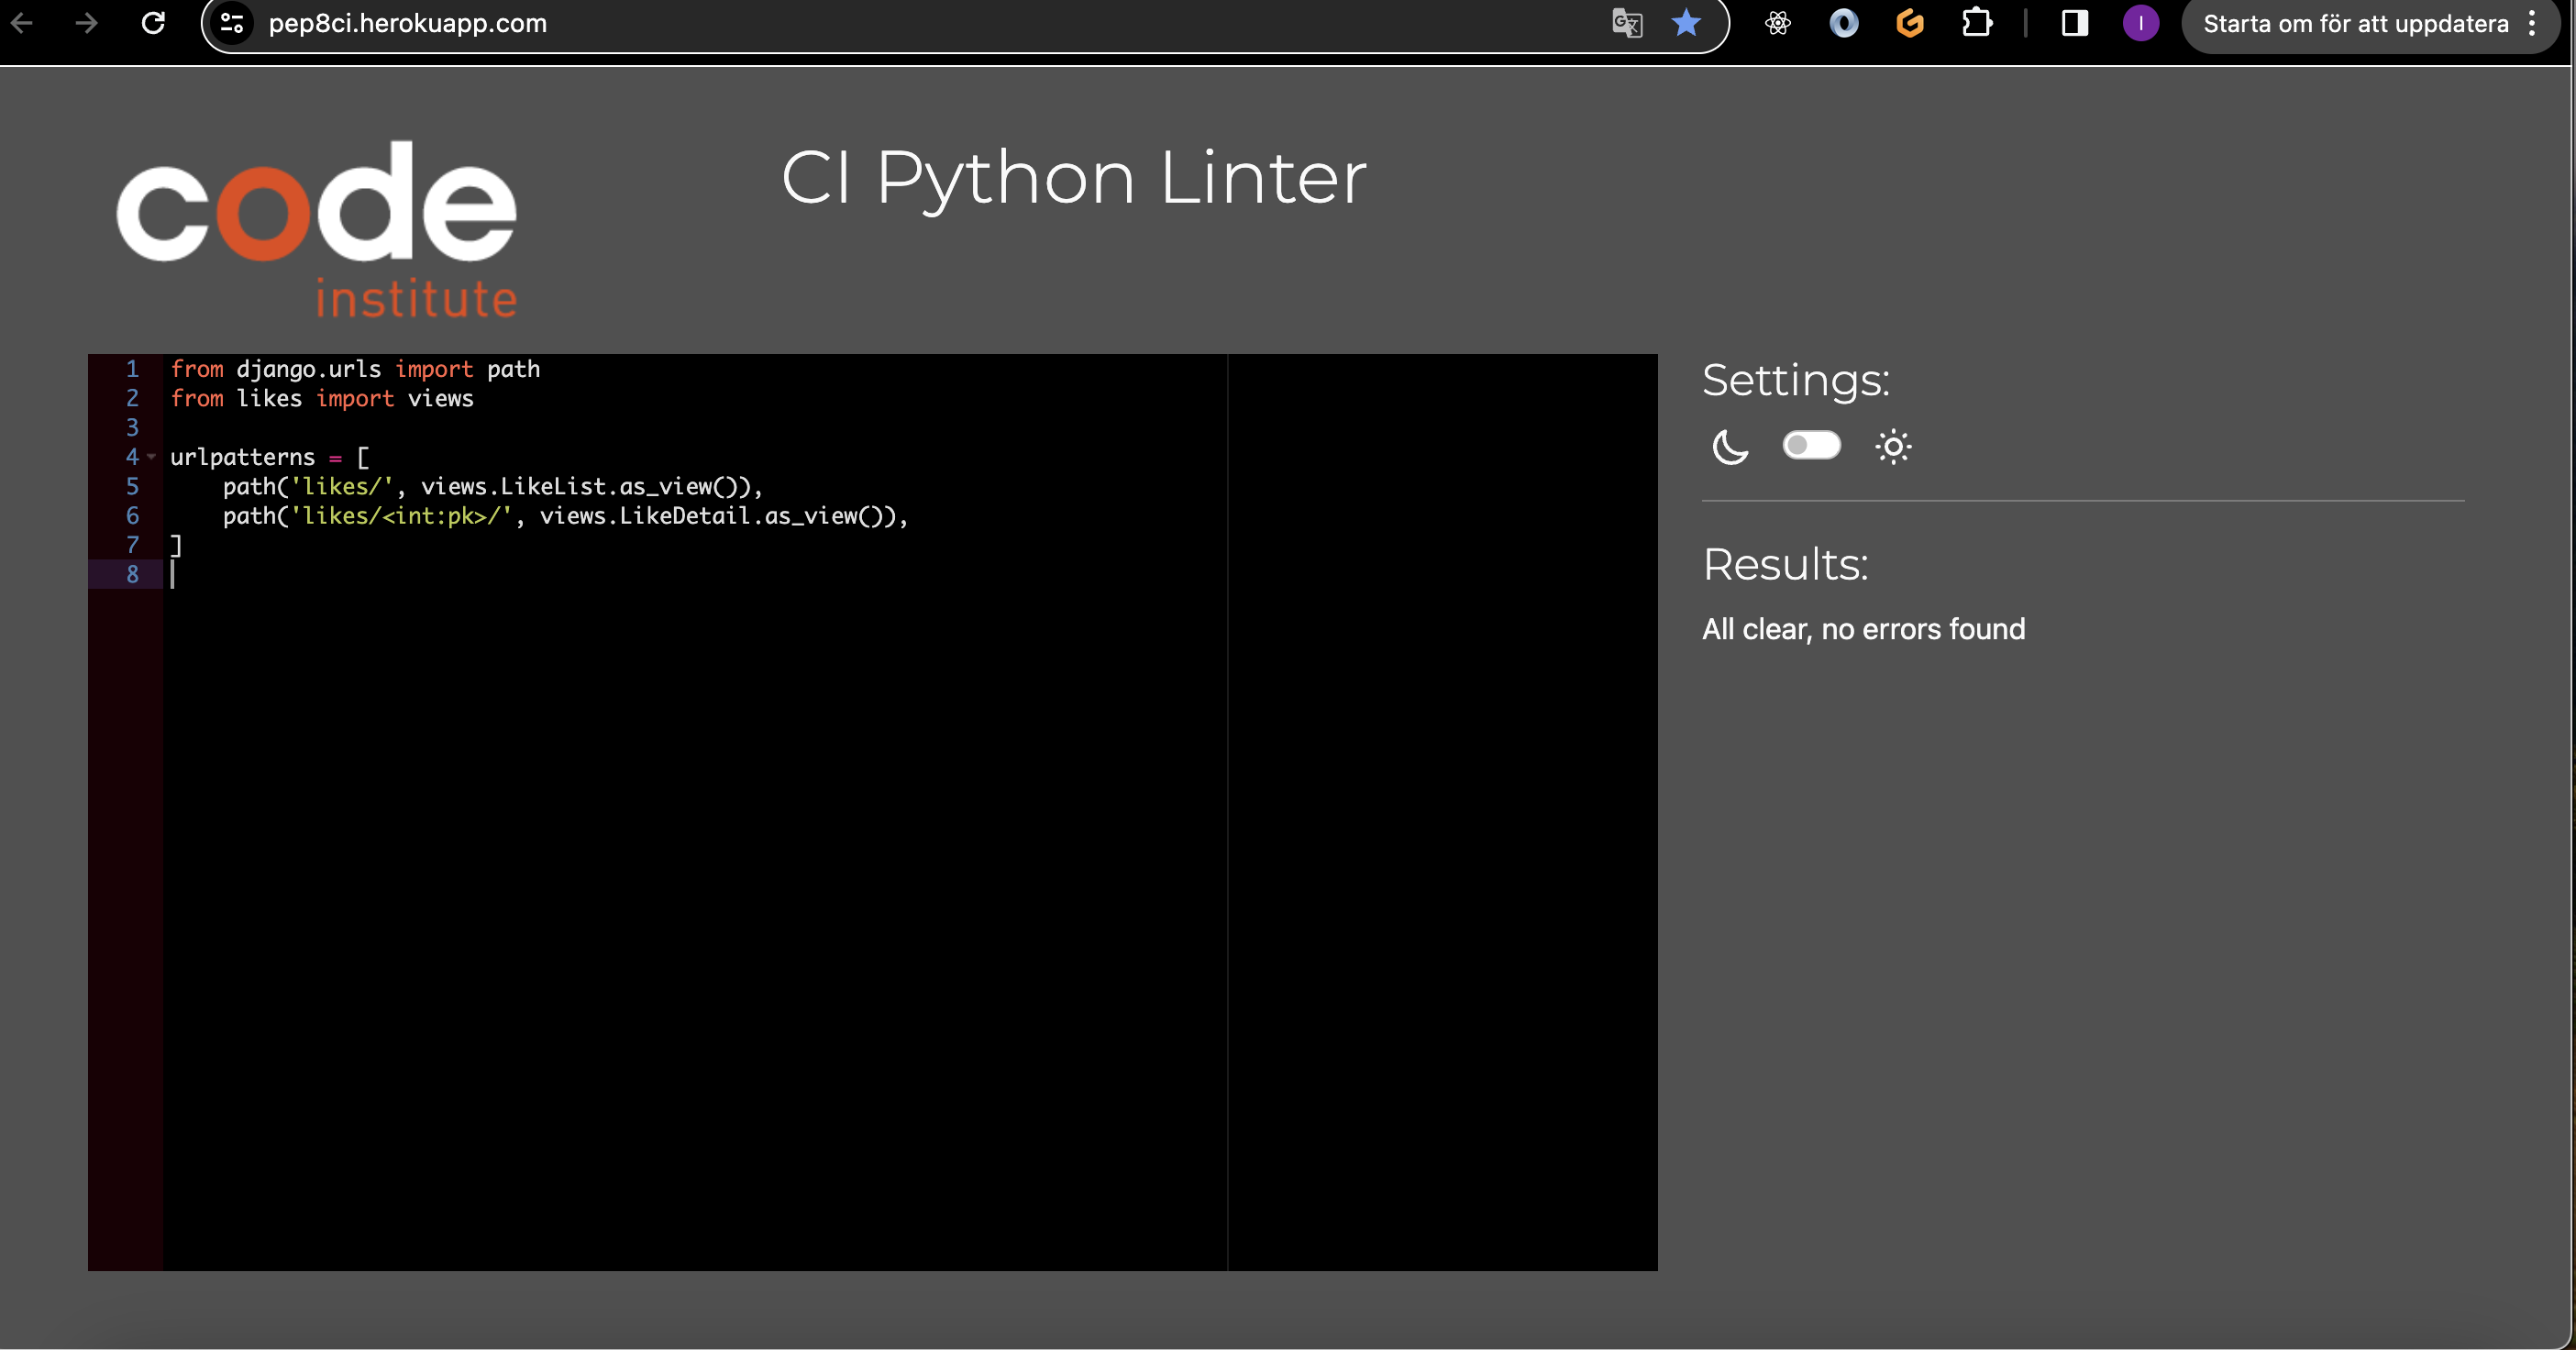 pep8ci.herokuapp.com
Starta om för att uppdatera
code
institute
CI Python Linter
1 from django.urls import path
2 from likes import views
3
4 urlpatterns = [
5     path('likes/', views.LikeList.as_view()),
6     path('likes/<int:pk>/', views.LikeDetail.as_view()),
7 ]
8
Settings:
Results:
All clear, no errors found